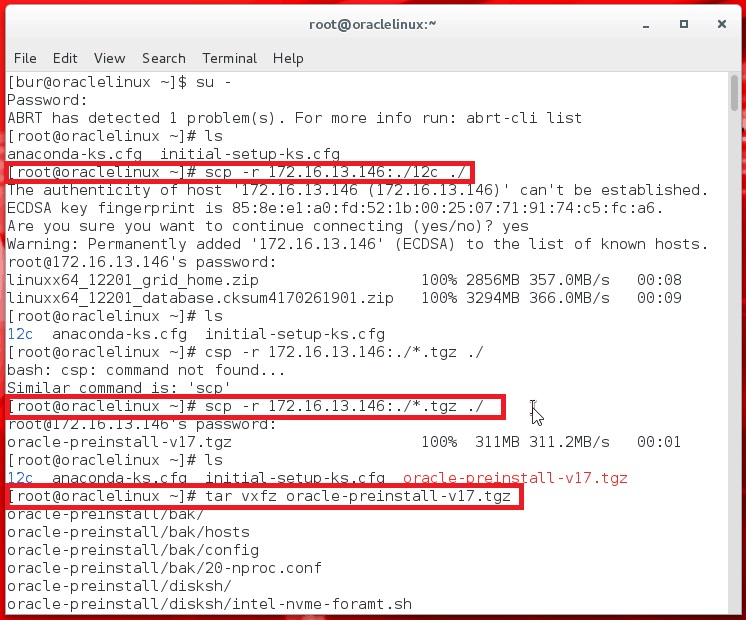 root@oraclelinux:~
File Edit View Search Terminal Help
[bur@oraclelinux ~]$ su -
Password:
ABRT has detected 1 problem(s). For more info run: abrt-cli list
[root@oraclelinux ~]# ls
anaconda-ks.cfg  initial-setup-ks.cfg
[root@oraclelinux ~]# scp -r 172.16.13.146:./12c ./
The authenticity of host '172.16.13.146 (172.16.13.146)' can't be established.
ECDSA key fingerprint is 85:8e:e1:a0:fd:52:1b:00:25:07:71:91:74:c5:fc:a6.
Are you sure you want to continue connecting (yes/no)? yes
Warning: Permanently added '172.16.13.146' (ECDSA) to the list of known hosts.
root@172.16.13.146's password:
linuxx64_12201_grid_home.zip                  100% 2856MB 357.0MB/s   00:08
linuxx64_12201_database.cksum4170261901.zip   100% 3294MB 366.0MB/s   00:09
[root@oraclelinux ~]# ls
12c  anaconda-ks.cfg  initial-setup-ks.cfg
[root@oraclelinux ~]# csp -r 172.16.13.146:./*.tgz ./
bash: csp: command not found...
Similar command is: 'scp'
[root@oraclelinux ~]# scp -r 172.16.13.146:./*.tgz ./
root@172.16.13.146's password:
oracle-preinstall-v17.tgz                     100%  311MB 311.2MB/s   00:01
[root@oraclelinux ~]# ls
12c  anaconda-ks.cfg  initial-setup-ks.cfg  oracle-preinstall-v17.tgz
[root@oraclelinux ~]# tar vxfz oracle-preinstall-v17.tgz
oracle-preinstall/bak/
oracle-preinstall/bak/hosts
oracle-preinstall/bak/config
oracle-preinstall/bak/20-nproc.conf
oracle-preinstall/disksh/
oracle-preinstall/disksh/intel-nvme-foramt.sh